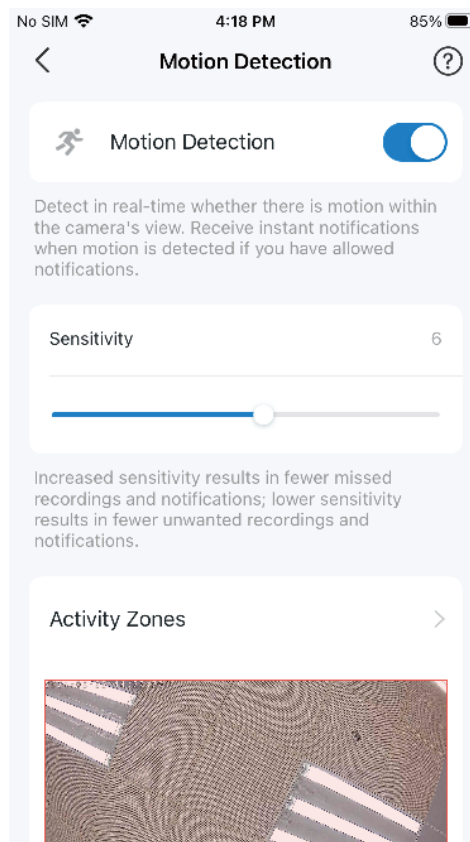 No SIM 4:18 PM 85%
Motion Detection
Motion Detection
Detect in real-time whether there is motion within
the camera's view. Receive instant notifications
when motion is detected if you have allowed
notifications.
Sensitivity 6
Increased sensitivity results in fewer missed
recordings and notifications; lower sensitivity
results in fewer unwanted recordings and
notifications.
Activity Zones